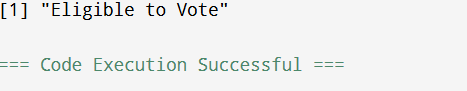 [1] "Eligible to Vote"
=== Code Execution Successful ===